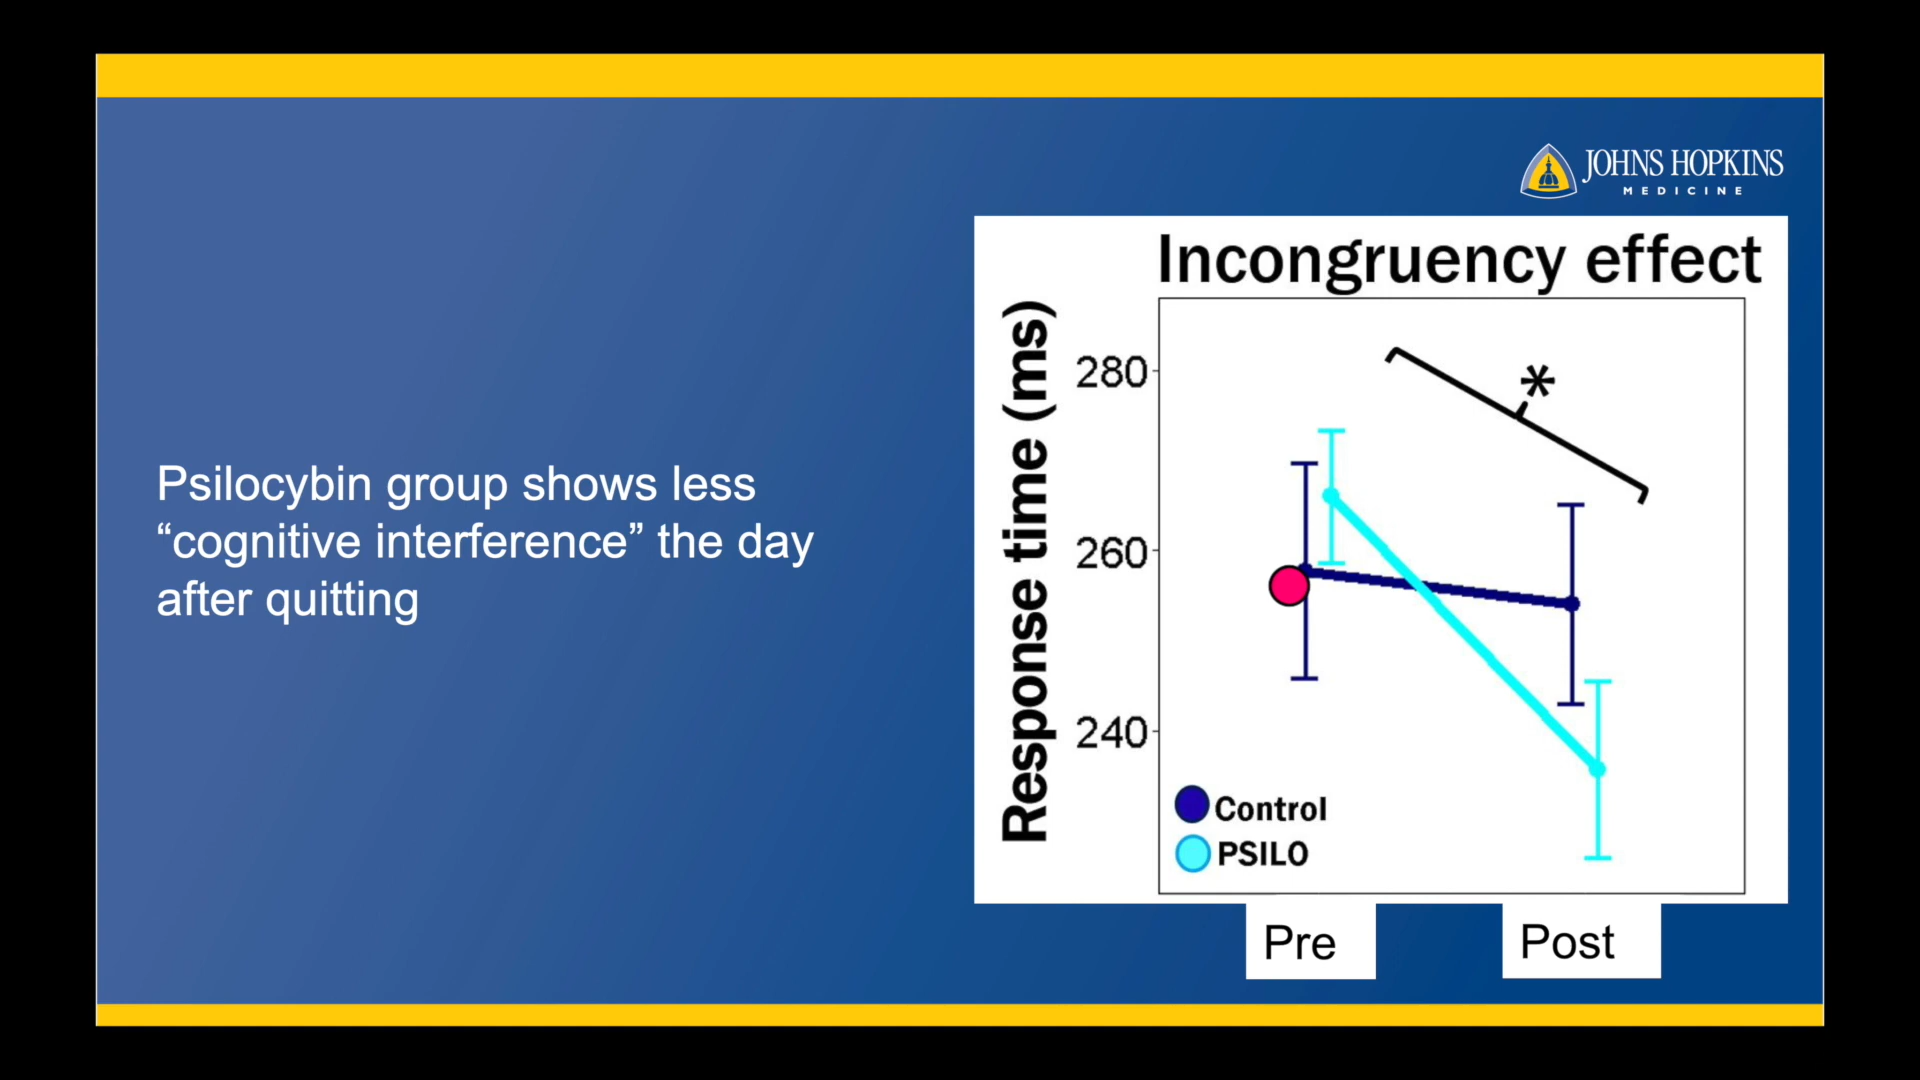 JOHNS HOPKINS
MEDICINE
Psilocybin group shows less
“cognitive interference” the day
after quitting
Incongruency effect
Response time (ms)
280
260
240
*
Control
PSILO
Pre
Post